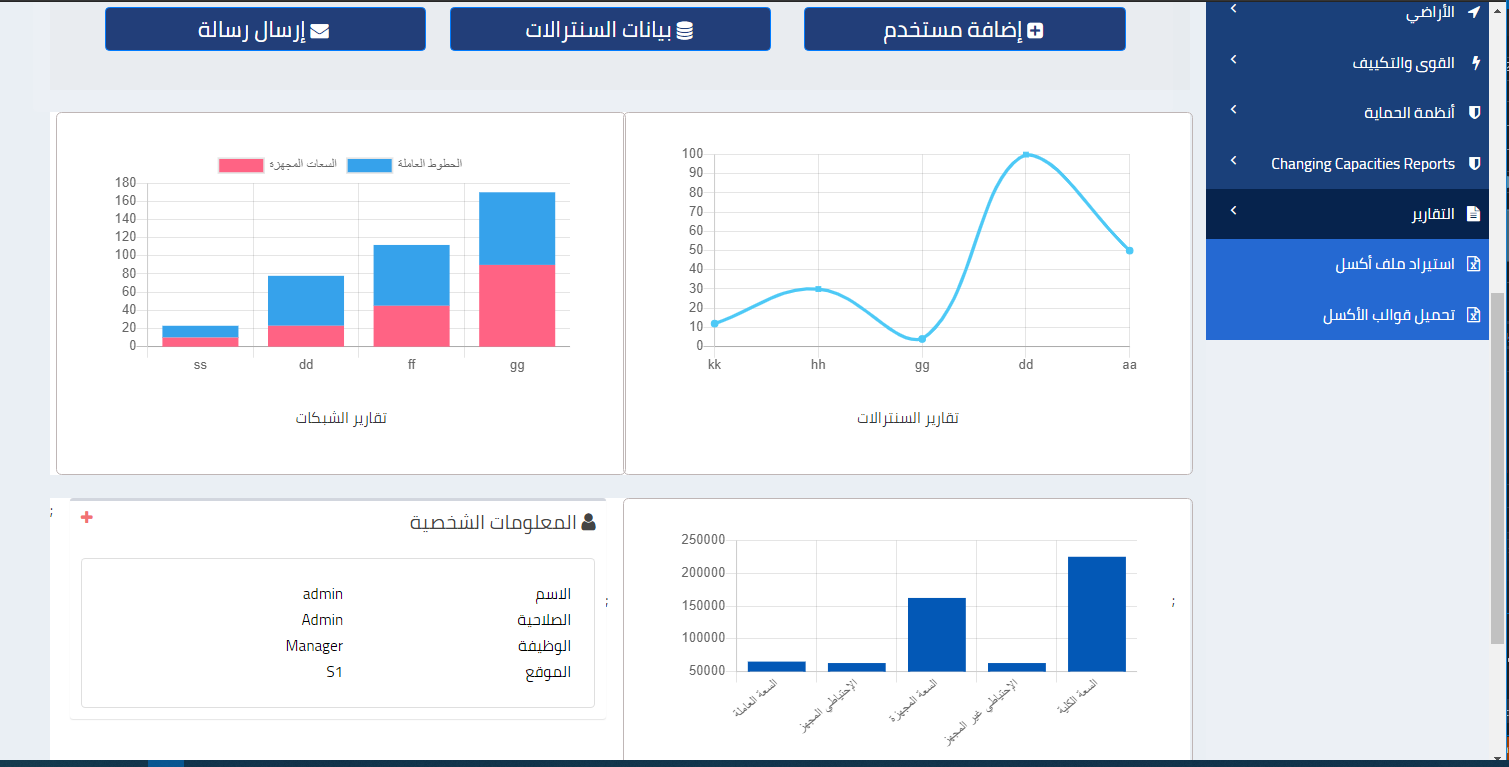 إضافة مستخدم
بيانات السنترالات
إرسال رسالة
الأراضي
القوى والتكييف
أنظمة الحماية
Changing Capacities Reports
التقارير
استيراد ملف أكسل
تحميل قوالب الأكسل
100
90
80
70
60
50
40
30
20
10
0
kk hh gg dd aa
تقارير السنترالات
الخطوط العاملة السعات المجهزة
180
160
140
120
100
80
60
40
20
0
ss dd ff gg
تقارير الشبكات
250000
200000
150000
100000
50000
السعة العاملة
الإحتياطي المجهز
السعة المجهزة
الإحتياطي غير المجهز
السعة الكلية
;
المعلومات الشخصية
الاسم admin
الصلاحية Admin
الوظيفة Manager
الموقع S1
;
;